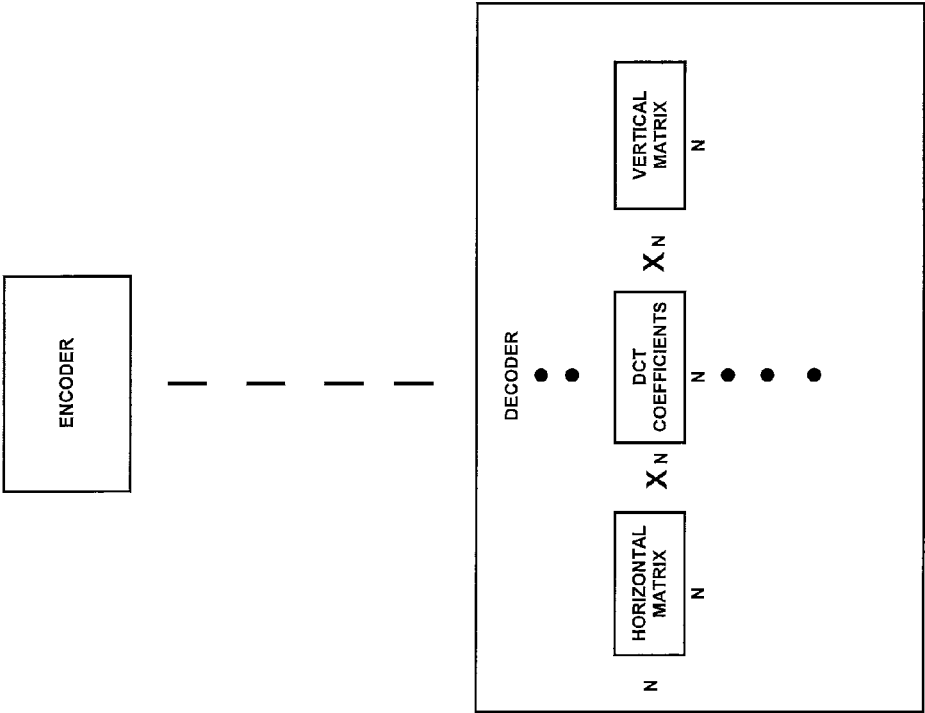 ENCODER
DECODER
N
HORIZONTAL
MATRIX
N
X
N
DCT
COEFFICIENTS
N
X
N
VERTICAL
MATRIX
N